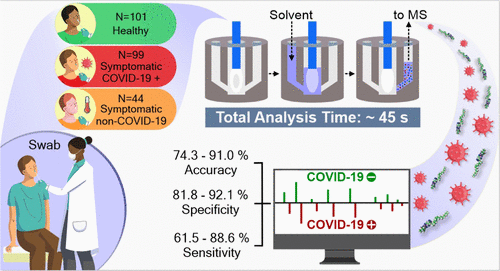 N=101
Healthy
N=99
Symptomatic
COVID-19 +
N=44
Symptomatic
non-COVID-19
Swab
Solvent
to MS
Total Analysis Time: ~ 45 s
74.3 - 91.0 %
Accuracy
81.8 - 92.1 %
Specificity
61.5 - 88.6 %
Sensitivity
COVID-19 ⊖
COVID-19 ⊕